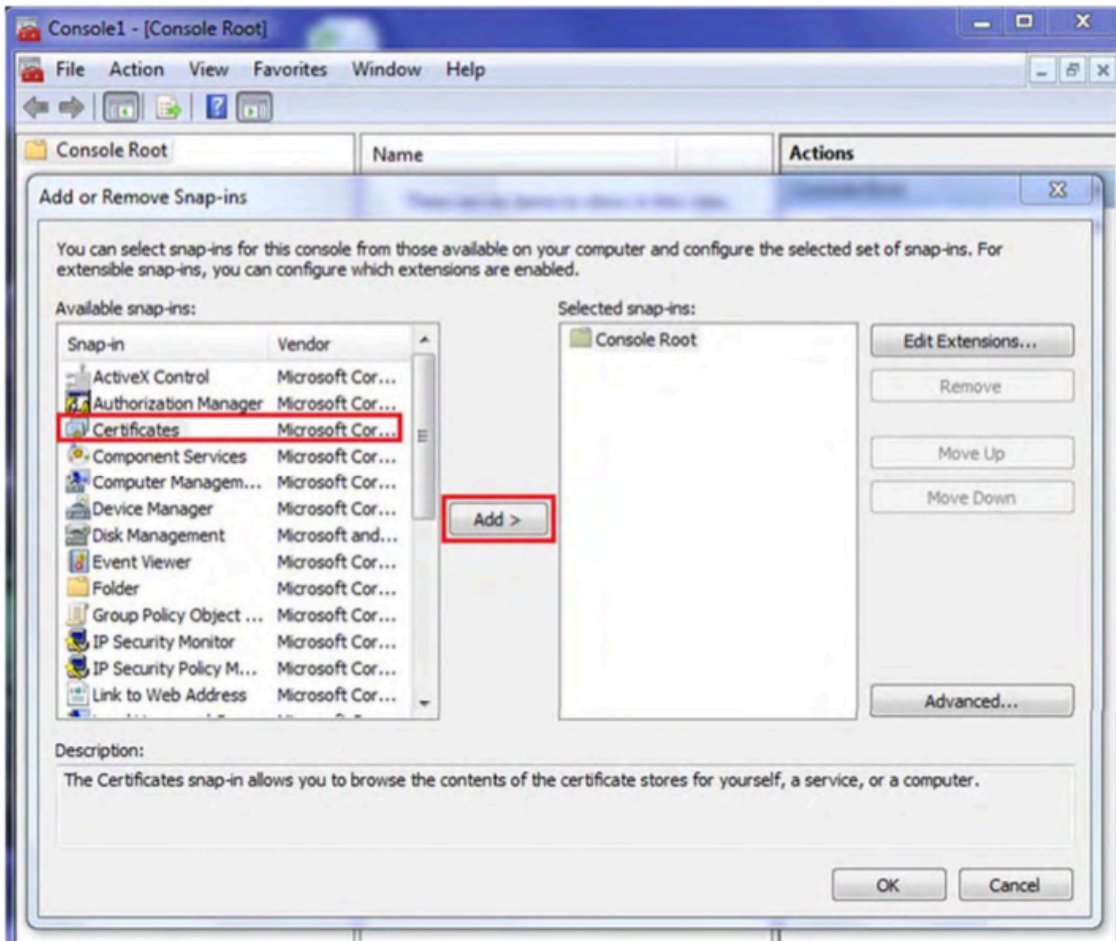 Console1 - [Console Root]
File Action View Favorites Window Help
Console Root
Name
Actions
Add or Remove Snap-ins
You can select snap-ins for this console from those available on your computer and configure the selected set of snap-ins. For
extensible snap-ins, you can configure which extensions are enabled.
Available snap-ins:
Selected snap-ins:
Snap-in Vendor
ActiveX Control Microsoft Cor...
Authorization Manager Microsoft Cor...
Certificates Microsoft Cor...
Component Services Microsoft Cor...
Computer Managem... Microsoft Cor...
Device Manager Microsoft Cor...
Disk Management Microsoft and...
Event Viewer Microsoft Cor...
Folder Microsoft Cor...
Group Policy Object ... Microsoft Cor...
IP Security Monitor Microsoft Cor...
IP Security Policy M... Microsoft Cor...
Link to Web Address Microsoft Cor...
Add >
Console Root
Edit Extensions...
Remove
Move Up
Move Down
Advanced...
Description:
The Certificates snap-in allows you to browse the contents of the certificate stores for yourself, a service, or a computer.
OK Cancel